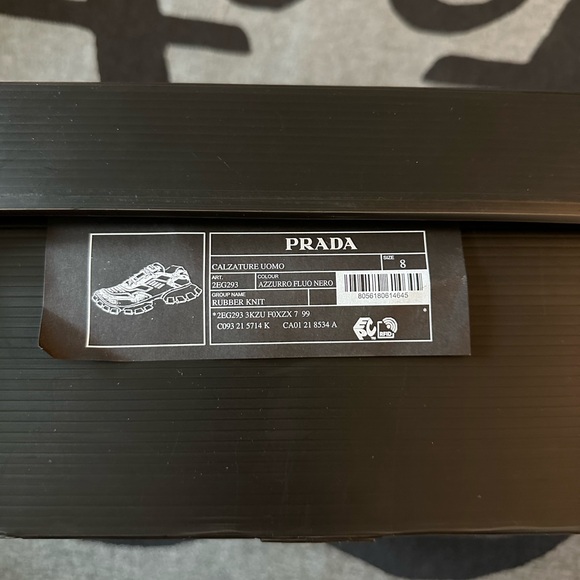 PRADA
CALZATURE UOMO
SIZE
8
ART.
COLOUR
2EG293
AZZURRO FLUO NERO
GROUP NAME
RUBBER KNIT
8056180614645
*2EG293 3KZU F0XZX 7 99 *
C093 21 5714 K CA01 21 8534 A
RFID